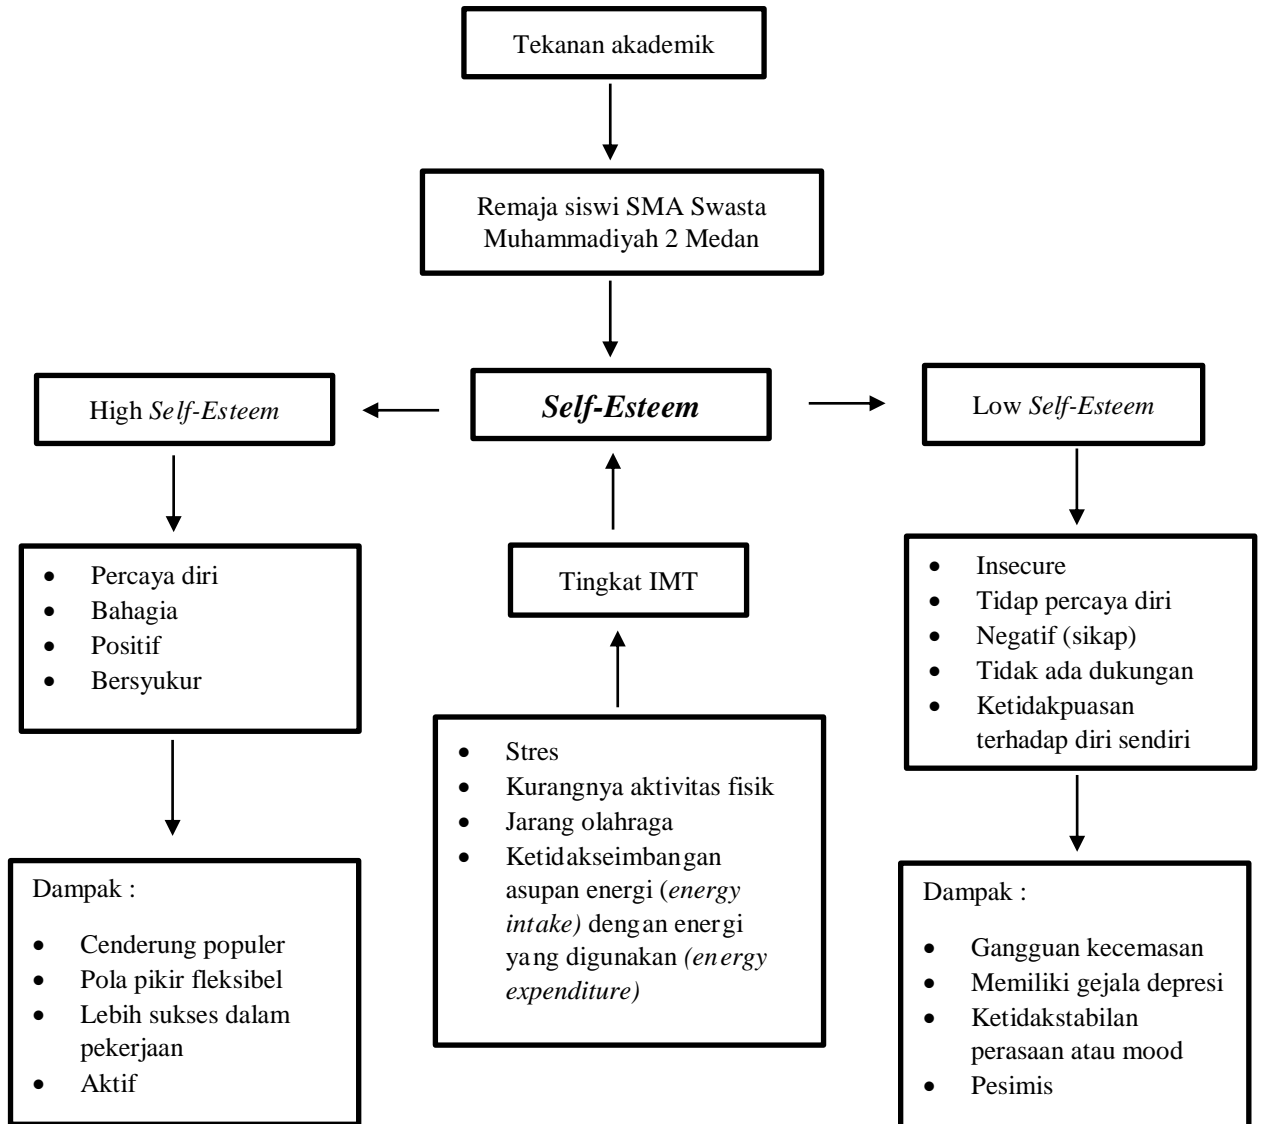 Tekanan akademik
Remaja siswi SMA Swasta
Muhammadiyah 2 Medan
High Self-Esteem
Self-Esteem
Low Self-Esteem
• Percaya diri
• Bahagia
• Positif
• Bersyukur
Tingkat IMT
• Insecure
• Tidap percaya diri
• Negatif (sikap)
• Tidak ada dukungan
• Ketidakpuasan
terhadap diri sendiri
• Stres
• Kurangnya aktivitas fisik
• Jarang olahraga
• Ketidakseimbangan
asupan energi (energy
intake) dengan energi
yang digunakan (energy
expenditure)
Dampak :
• Cenderung populer
• Pola pikir fleksibel
• Lebih sukses dalam
pekerjaan
• Aktif
Dampak :
• Gangguan kecemasan
• Memiliki gejala depresi
• Ketidakstabilan
perasaan atau mood
• Pesimis